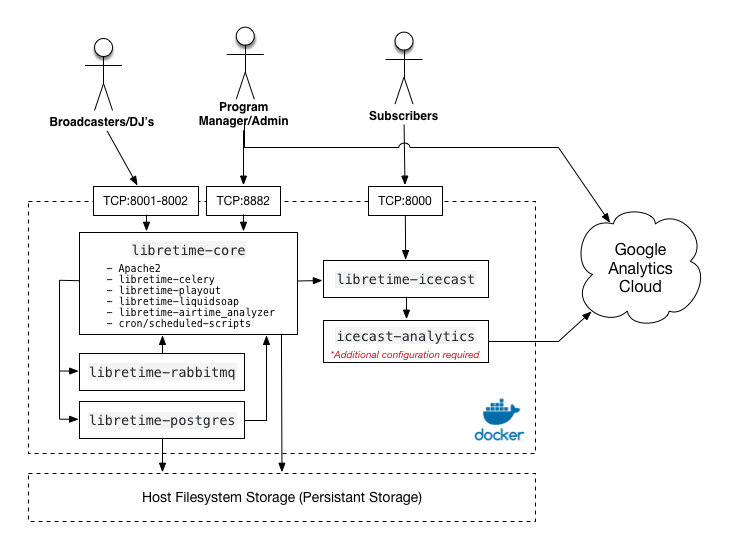 Broadcasters/DJ's
Program
Manager/Admin
Subscribers
TCP:8001-8002
TCP:8882
TCP:8000
libretime-core
- Apache2
- libretime-celery
- libretime-playout
- libretime-liquidsoap
- libretime-airtime_analyzer
- cron/scheduled-scripts
libretime-icecast
icecast-analytics
*Additional configuration required
libretime-rabbitmq
libretime-postgres
docker
Google
Analytics
Cloud
Host Filesystem Storage (Persistant Storage)